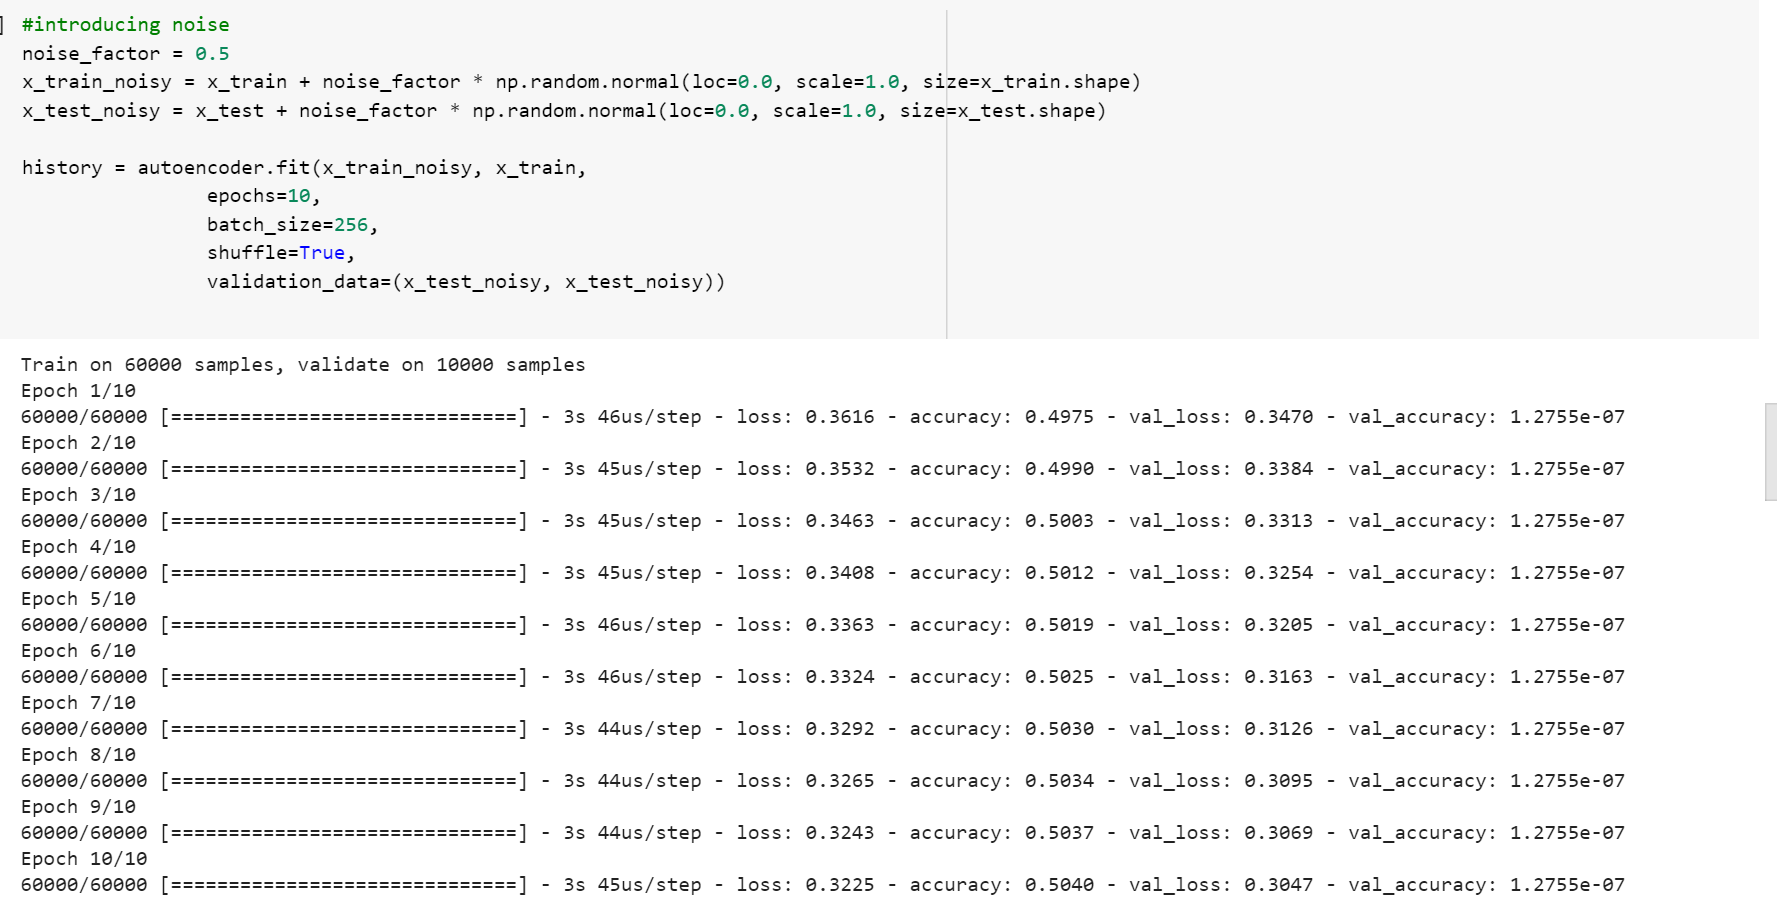 #introducing noise
noise_factor = 0.5
x_train_noisy = x_train + noise_factor * np.random.normal(loc=0.0, scale=1.0, size=x_train.shape)
x_test_noisy = x_test + noise_factor * np.random.normal(loc=0.0, scale=1.0, size=x_test.shape)
history = autoencoder.fit(x_train_noisy, x_train,
epochs=10,
batch_size=256,
shuffle=True,
validation_data=(x_test_noisy, x_test_noisy))
Train on 60000 samples, validate on 10000 samples
Epoch 1/10
60000/60000 [==============================] - 3s 46us/step - loss: 0.3616 - accuracy: 0.4975 - val_loss: 0.3470 - val_accuracy: 1.2755e-07
Epoch 2/10
60000/60000 [==============================] - 3s 45us/step - loss: 0.3532 - accuracy: 0.4990 - val_loss: 0.3384 - val_accuracy: 1.2755e-07
Epoch 3/10
60000/60000 [==============================] - 3s 45us/step - loss: 0.3463 - accuracy: 0.5003 - val_loss: 0.3313 - val_accuracy: 1.2755e-07
Epoch 4/10
60000/60000 [==============================] - 3s 45us/step - loss: 0.3408 - accuracy: 0.5012 - val_loss: 0.3254 - val_accuracy: 1.2755e-07
Epoch 5/10
60000/60000 [==============================] - 3s 46us/step - loss: 0.3363 - accuracy: 0.5019 - val_loss: 0.3205 - val_accuracy: 1.2755e-07
Epoch 6/10
60000/60000 [==============================] - 3s 46us/step - loss: 0.3324 - accuracy: 0.5025 - val_loss: 0.3163 - val_accuracy: 1.2755e-07
Epoch 7/10
60000/60000 [==============================] - 3s 44us/step - loss: 0.3292 - accuracy: 0.5030 - val_loss: 0.3126 - val_accuracy: 1.2755e-07
Epoch 8/10
60000/60000 [==============================] - 3s 44us/step - loss: 0.3265 - accuracy: 0.5034 - val_loss: 0.3095 - val_accuracy: 1.2755e-07
Epoch 9/10
60000/60000 [==============================] - 3s 44us/step - loss: 0.3243 - accuracy: 0.5037 - val_loss: 0.3069 - val_accuracy: 1.2755e-07
Epoch 10/10
60000/60000 [==============================] - 3s 45us/step - loss: 0.3225 - accuracy: 0.5040 - val_loss: 0.3047 - val_accuracy: 1.2755e-07